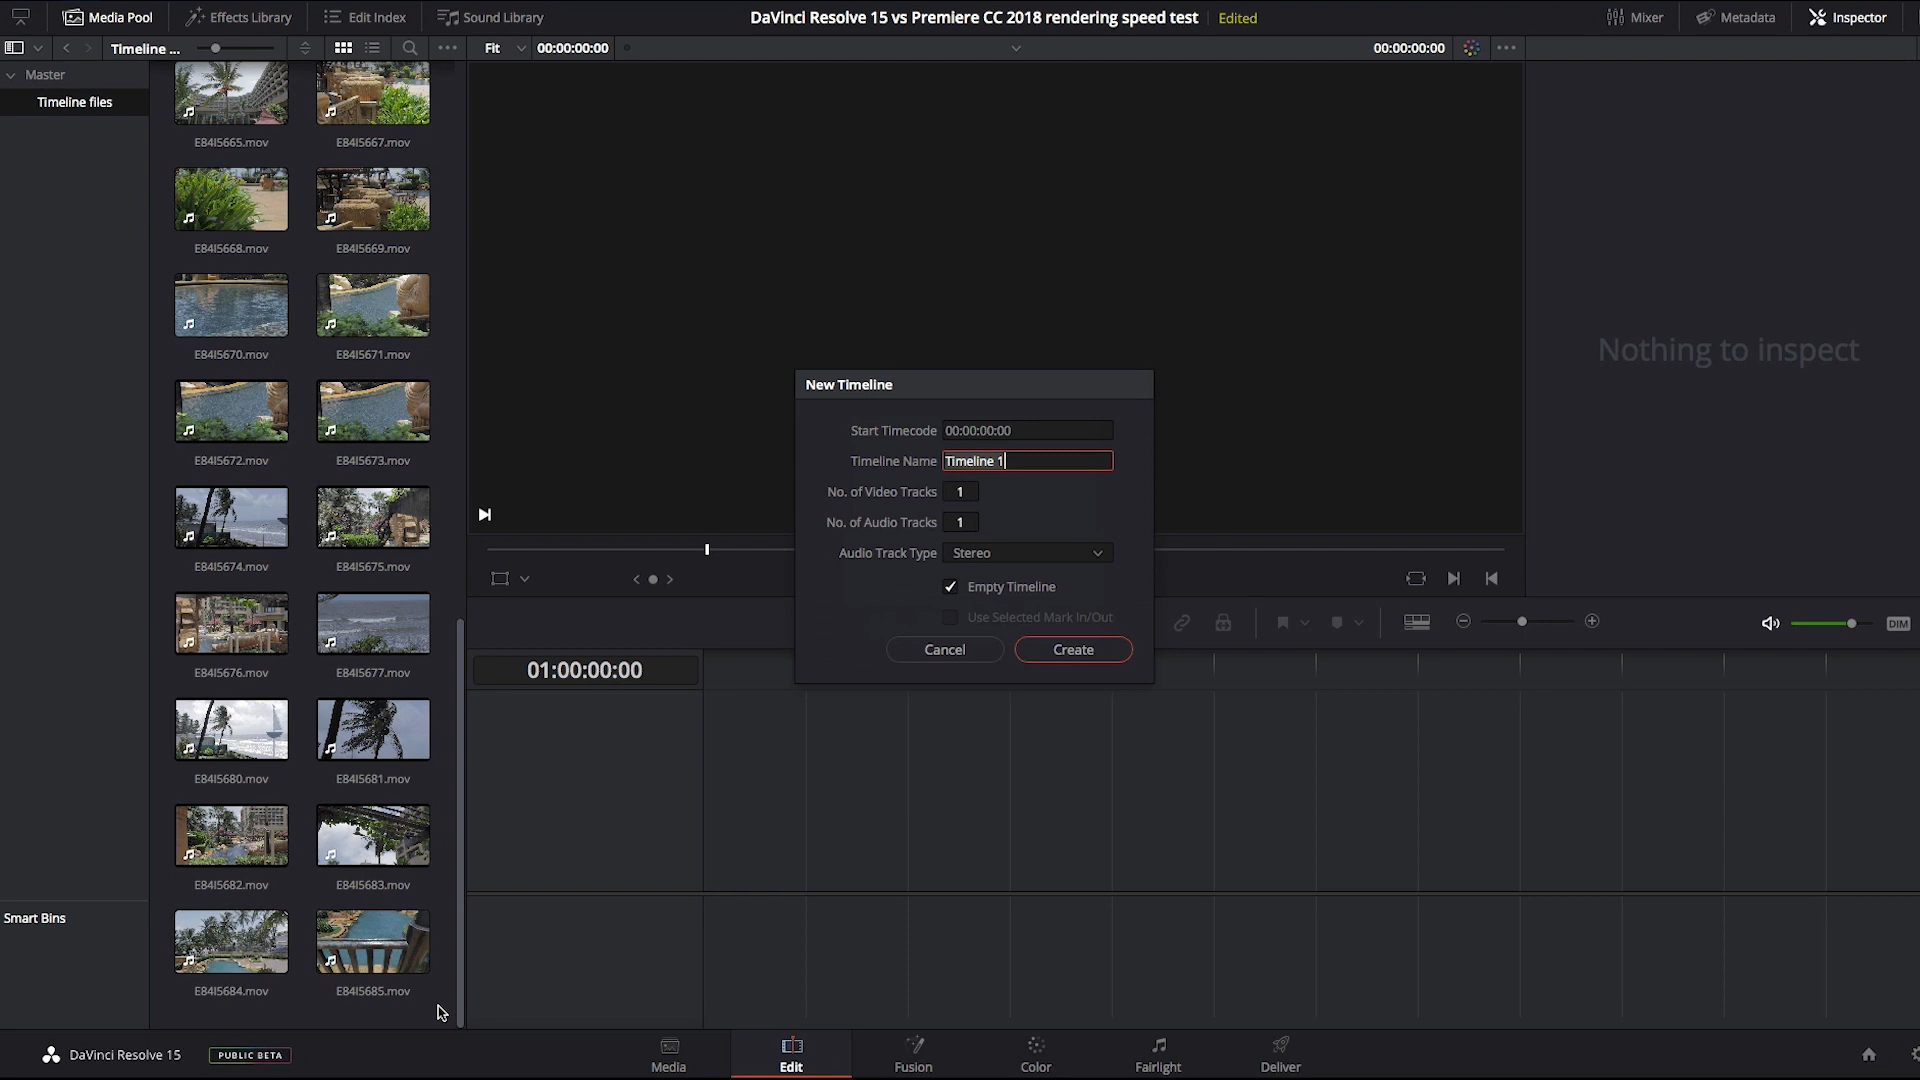 Media Pool
Effects Library
Edit Index
Sound Library
DaVinci Resolve 15 vs Premiere CC 2018 rendering speed test
Edited
Mixer
Metadata
Inspector
Timeline ...
Fit
00:00:00:00
00:00:00:00
Master
Timeline files
E84I5665.mov
E84I5667.mov
E84I5668.mov
E84I5669.mov
E84I5670.mov
E84I5671.mov
E84I5672.mov
E84I5673.mov
E84I5674.mov
E84I5675.mov
E84I5676.mov
E84I5677.mov
E84I5680.mov
E84I5681.mov
E84I5682.mov
E84I5683.mov
E84I5684.mov
E84I5685.mov
Smart Bins
Nothing to inspect
New Timeline
Start Timecode 00:00:00:00
Timeline Name Timeline 1
No. of Video Tracks 1
No. of Audio Tracks 1
Audio Track Type Stereo
Empty Timeline
Use Selected Mark In/Out
Cancel
Create
DIM
01:00:00:00
DaVinci Resolve 15
PUBLIC BETA
Media
Edit
Fusion
Color
Fairlight
Deliver